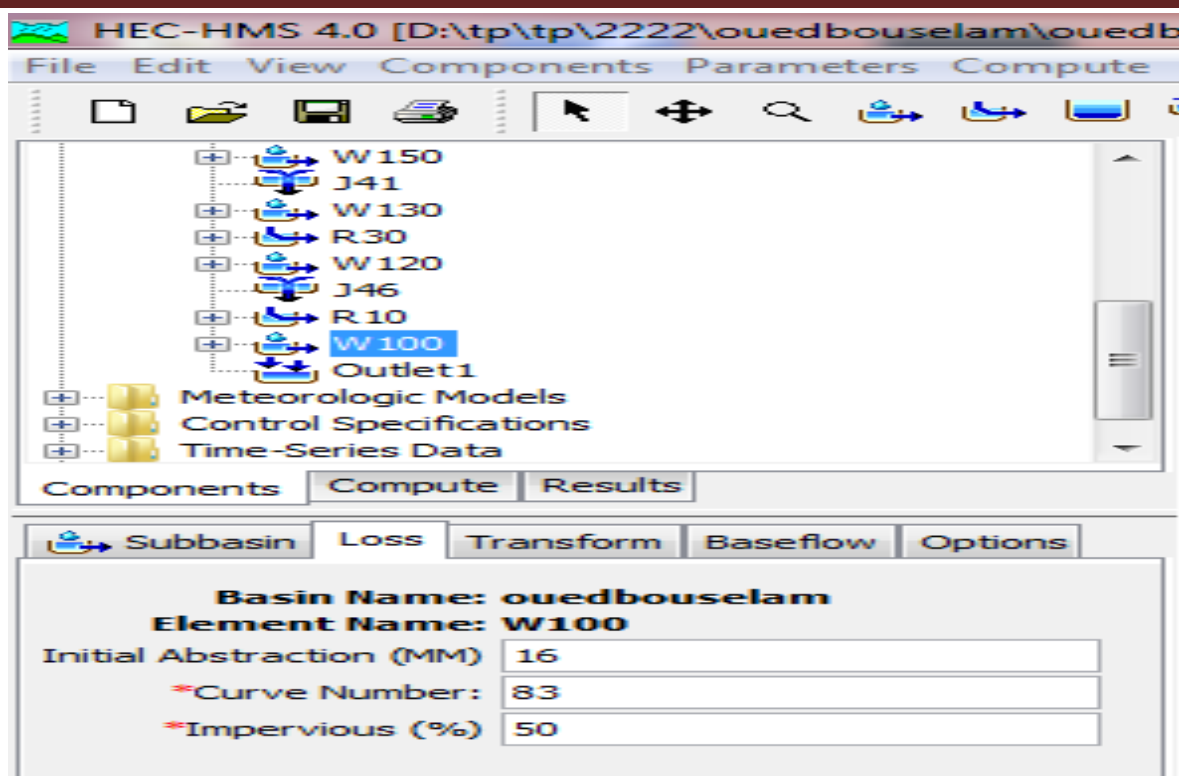 HEC-HMS 4.0 [D:\tp\tp\2222\ouedbouselam\ouedb
File Edit View Components Parameters Compute
W150
J41
W130
R30
W120
J46
R10
W100
Outlet1
Meteorologic Models
Control Specifications
Time-Series Data
Components Compute Results
Subbasin Loss Transform Baseflow Options
Basin Name: ouedbouselam
Element Name: W100
Initial Abstraction (MM) 16
*Curve Number: 83
*Impervious (%) 50